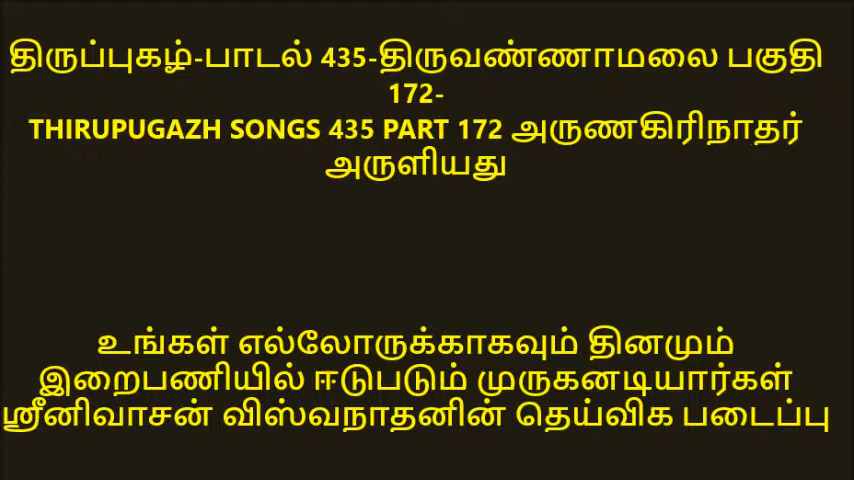 திருப்புகழ்-பாடல் 435-திருவண்ணாமலை பகுதி
172-
THIRUPUGAZH SONGS 435 PART 172 அருணகிரிநாதர்
அருளியது
உங்கள் எல்லோருக்காகவும் தினமும்
இறைபணியில் ஈடுபடும் முருகனடியார்கள்
ஸ்ரீனிவாசன் விஸ்வநாதனின் தெய்விக படைப்பு